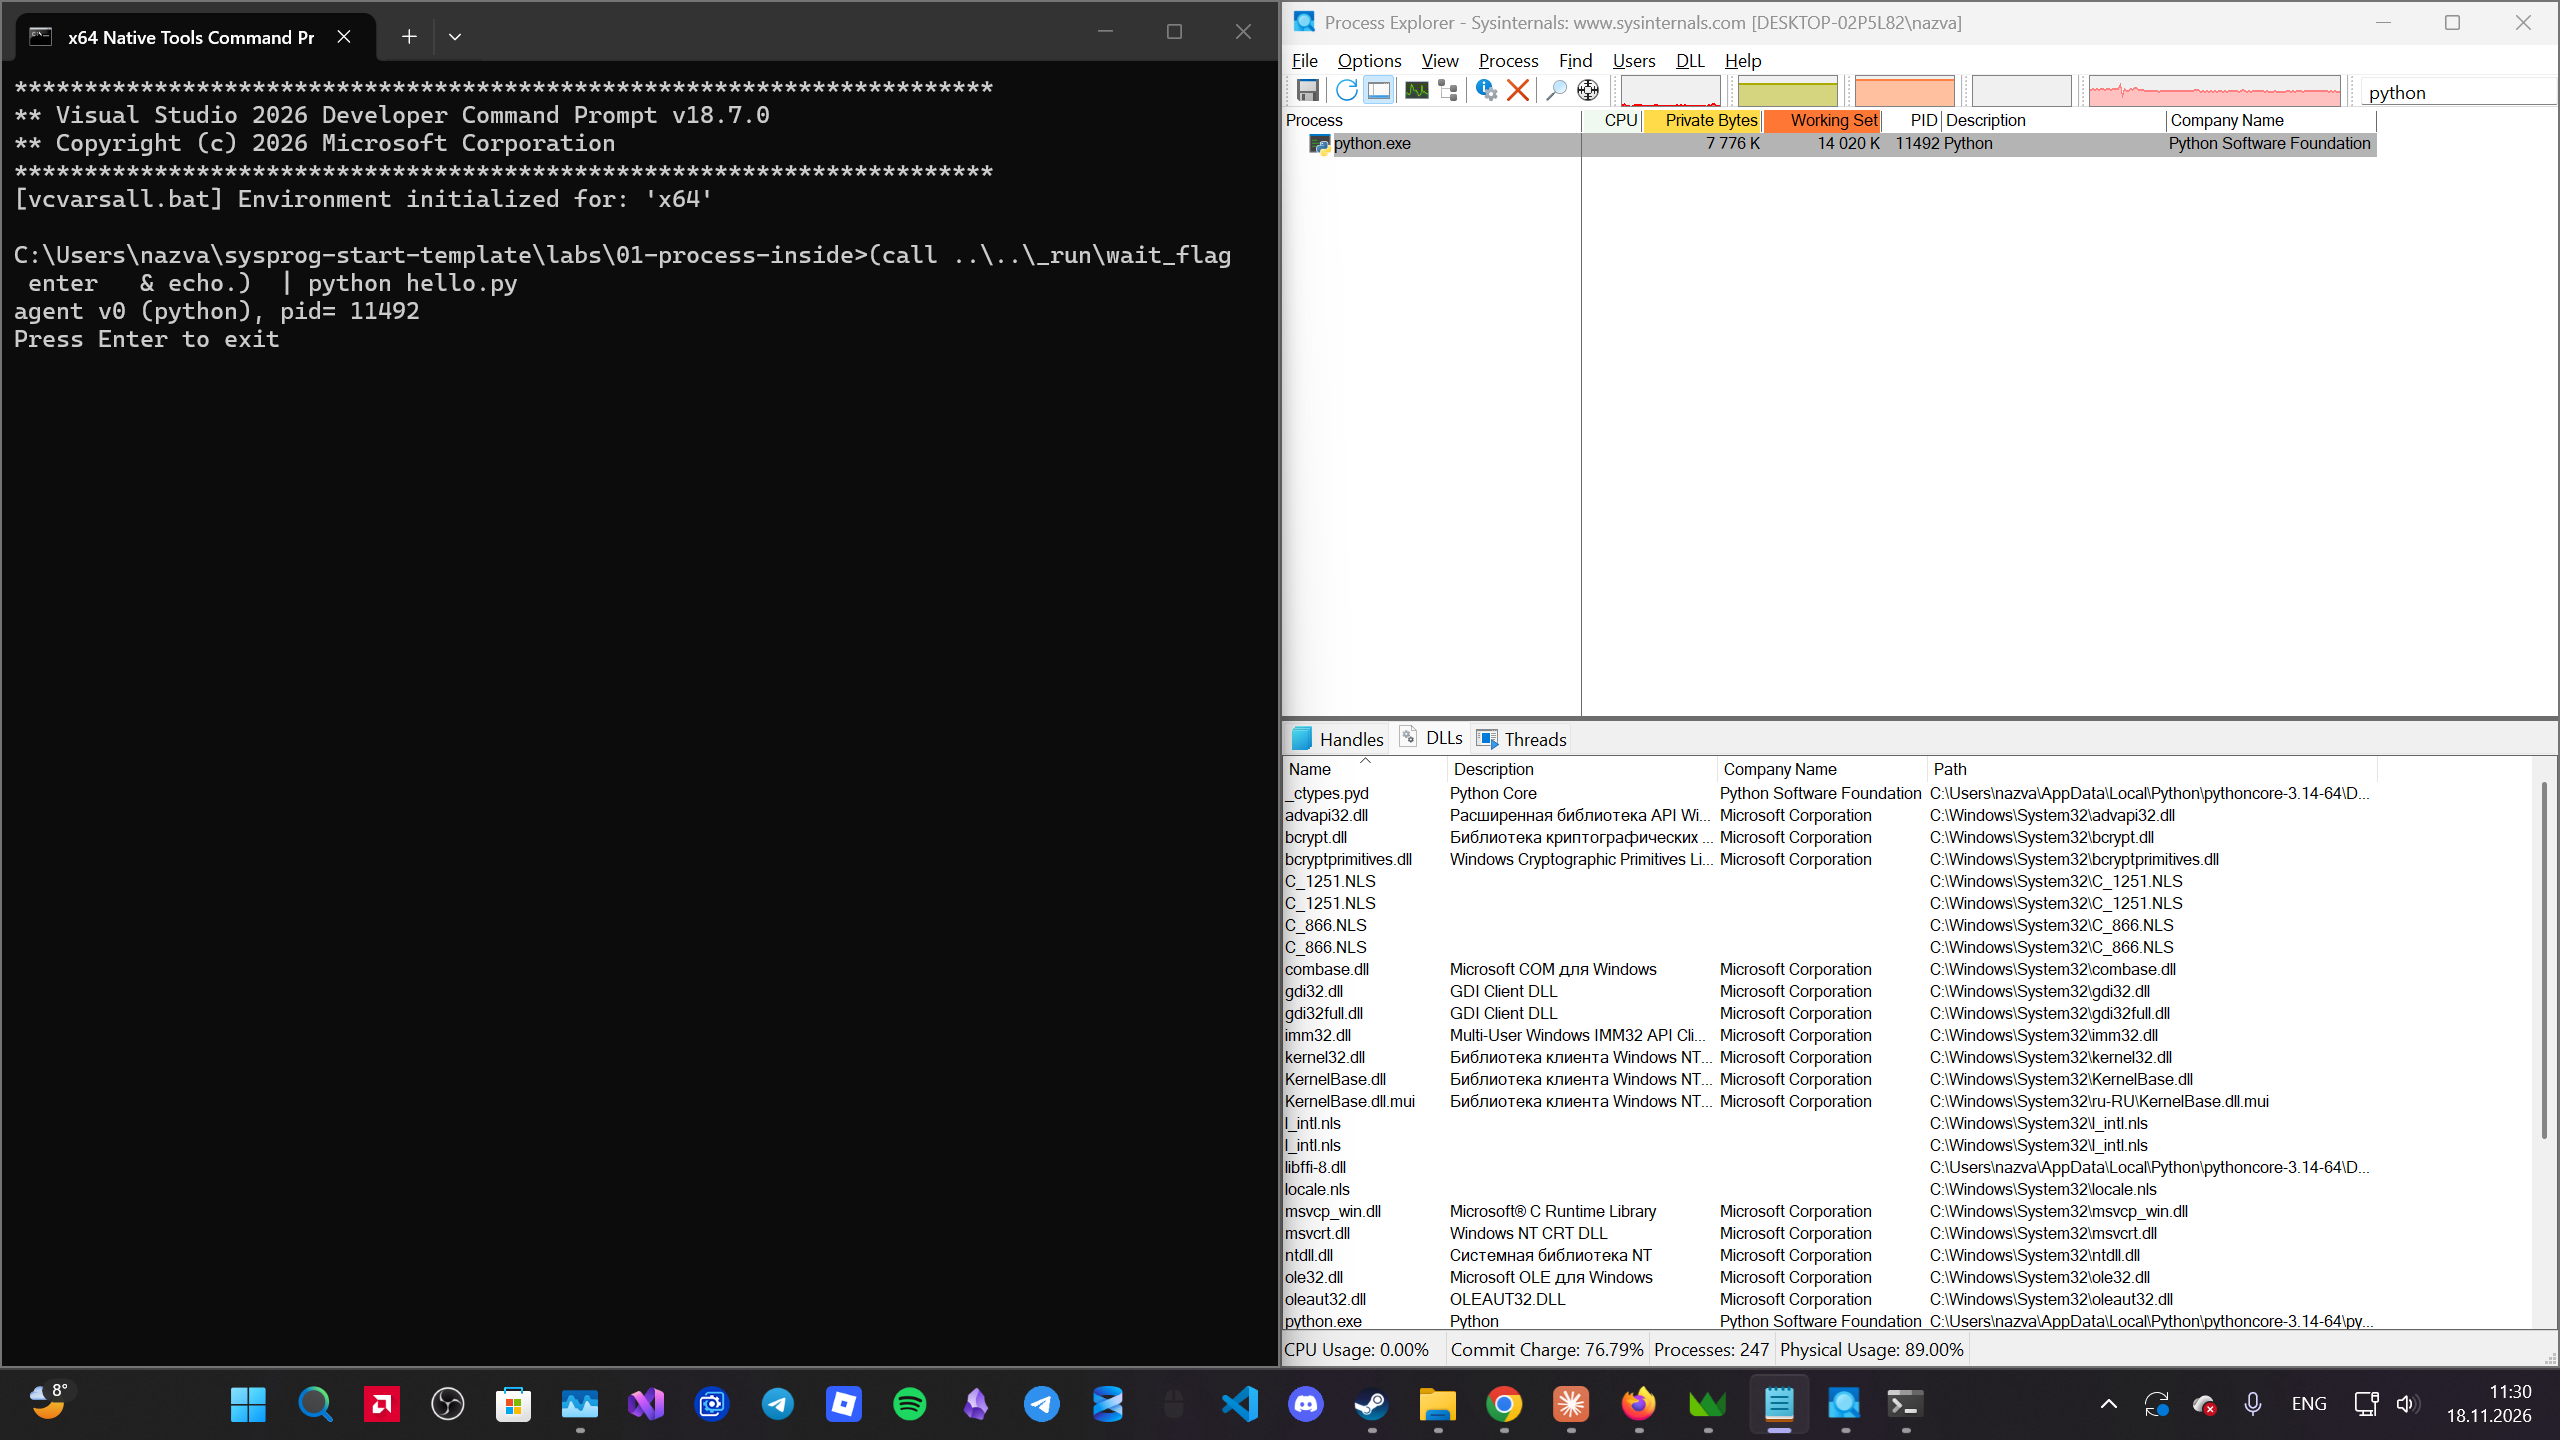 x64 Native Tools Command Pr
**********************************************************************
** Visual Studio 2026 Developer Command Prompt v18.7.0
** Copyright (c) 2026 Microsoft Corporation
**********************************************************************
[vcvarsall.bat] Environment initialized for: 'x64'
C:\Users\nazva\sysprog-start-template\labs\01-process-inside>(call ..\..\_run\wait_flag
enter   & echo.)  | python hello.py
agent v0 (python), pid= 11492
Press Enter to exit
Process Explorer - Sysinternals: www.sysinternals.com [DESKTOP-02P5L82\nazva]
File Options View Process Find Users DLL Help
python
Process CPU Private Bytes Working Set PID Description Company Name
python.exe 7 776 K 14 020 K 11492 Python Python Software Foundation
Handles DLLs Threads
Name Description Company Name Path
_ctypes.pyd Python Core Python Software Foundation C:\Users\nazva\AppData\Local\Python\pythoncore-3.14-64\D...
advapi32.dll Расширенная библиотека API Wi... Microsoft Corporation C:\Windows\System32\advapi32.dll
bcrypt.dll Библиотека криптографических ... Microsoft Corporation C:\Windows\System32\bcrypt.dll
bcryptprimitives.dll Windows Cryptographic Primitives Li... Microsoft Corporation C:\Windows\System32\bcryptprimitives.dll
C_1251.NLS C:\Windows\System32\C_1251.NLS
C_1251.NLS C:\Windows\System32\C_1251.NLS
C_866.NLS C:\Windows\System32\C_866.NLS
C_866.NLS C:\Windows\System32\C_866.NLS
combase.dll Microsoft COM для Windows Microsoft Corporation C:\Windows\System32\combase.dll
gdi32.dll GDI Client DLL Microsoft Corporation C:\Windows\System32\gdi32.dll
gdi32full.dll GDI Client DLL Microsoft Corporation C:\Windows\System32\gdi32full.dll
imm32.dll Multi-User Windows IMM32 API Cli... Microsoft Corporation C:\Windows\System32\imm32.dll
kernel32.dll Библиотека клиента Windows NT... Microsoft Corporation C:\Windows\System32\kernel32.dll
KernelBase.dll Библиотека клиента Windows NT... Microsoft Corporation C:\Windows\System32\KernelBase.dll
KernelBase.dll.mui Библиотека клиента Windows NT... Microsoft Corporation C:\Windows\System32\ru-RU\KernelBase.dll.mui
l_intl.nls C:\Windows\System32\l_intl.nls
l_intl.nls C:\Windows\System32\l_intl.nls
libffi-8.dll C:\Users\nazva\AppData\Local\Python\pythoncore-3.14-64\D...
locale.nls C:\Windows\System32\locale.nls
msvcp_win.dll Microsoft® C Runtime Library Microsoft Corporation C:\Windows\System32\msvcp_win.dll
msvcrt.dll Windows NT CRT DLL Microsoft Corporation C:\Windows\System32\msvcrt.dll
ntdll.dll Системная библиотека NT Microsoft Corporation C:\Windows\System32\ntdll.dll
ole32.dll Microsoft OLE для Windows Microsoft Corporation C:\Windows\System32\ole32.dll
oleaut32.dll OLEAUT32.DLL Microsoft Corporation C:\Windows\System32\oleaut32.dll
python.exe Python Python Software Foundation C:\Users\nazva\AppData\Local\Python\pythoncore-3.14-64\py...
CPU Usage: 0.00% Commit Charge: 76.79% Processes: 247 Physical Usage: 89.00%
8°
ENG
11:30
18.11.2026